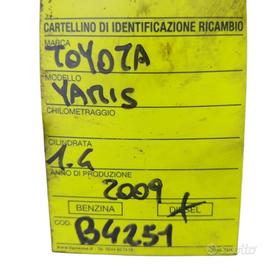 CARTELLINO DI IDENTIFICAZIONE RICAMBIO
MARCA
TOYOTA
MODELLO
YARIS
CHILOMETRAGGIO
CILINDRATA
1.4
ANNO DI PRODUZIONE
2009
BENZINA DIESEL
COD. B4251